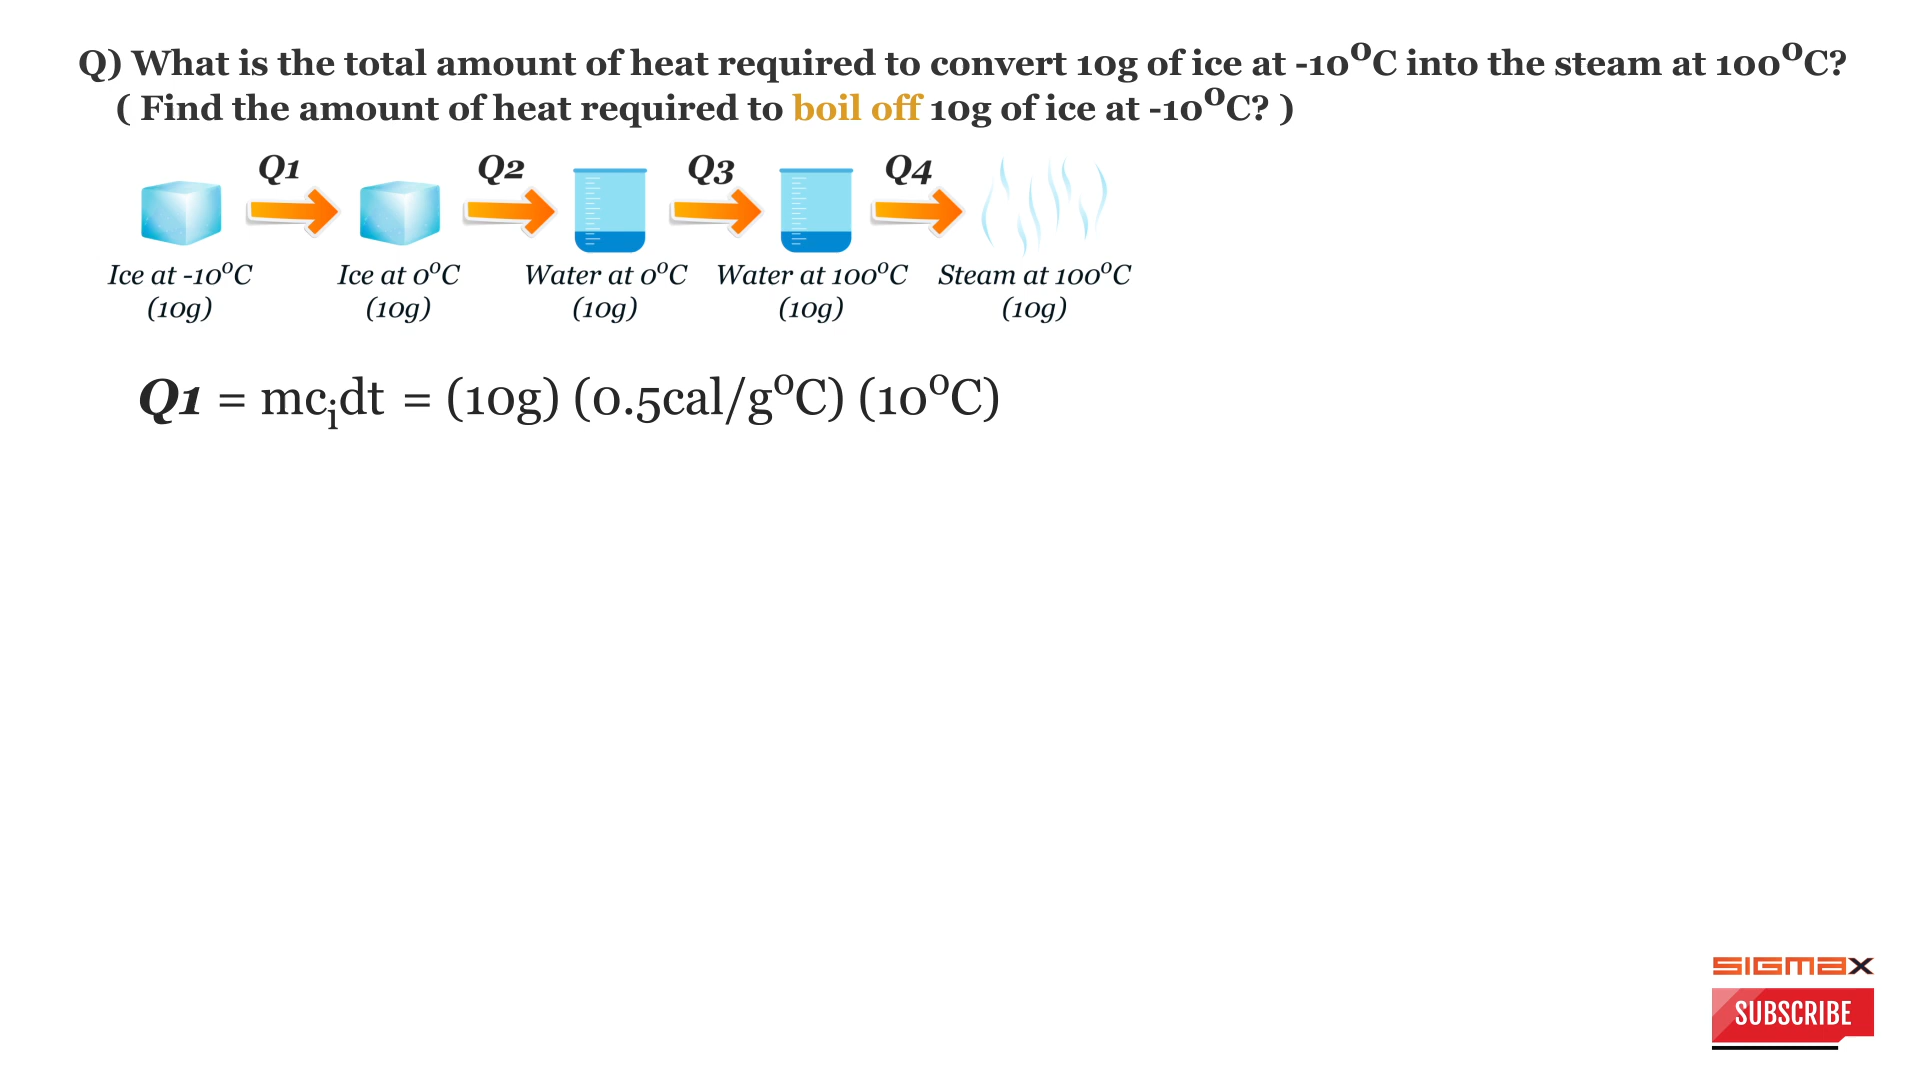 Q) What is the total amount of heat required to convert 10g of ice at -10⁰C into the steam at 100⁰C?
( Find the amount of heat required to boil off 10g of ice at -10⁰C? )
Q1 Q2 Q3 Q4
Ice at -10⁰C Ice at 0⁰C Water at 0⁰C Water at 100⁰C Steam at 100⁰C
(10g) (10g) (10g) (10g) (10g)
Q1 = mcᵢdt = (10g) (0.5cal/g⁰C) (10⁰C)
SIGMAX
SUBSCRIBE